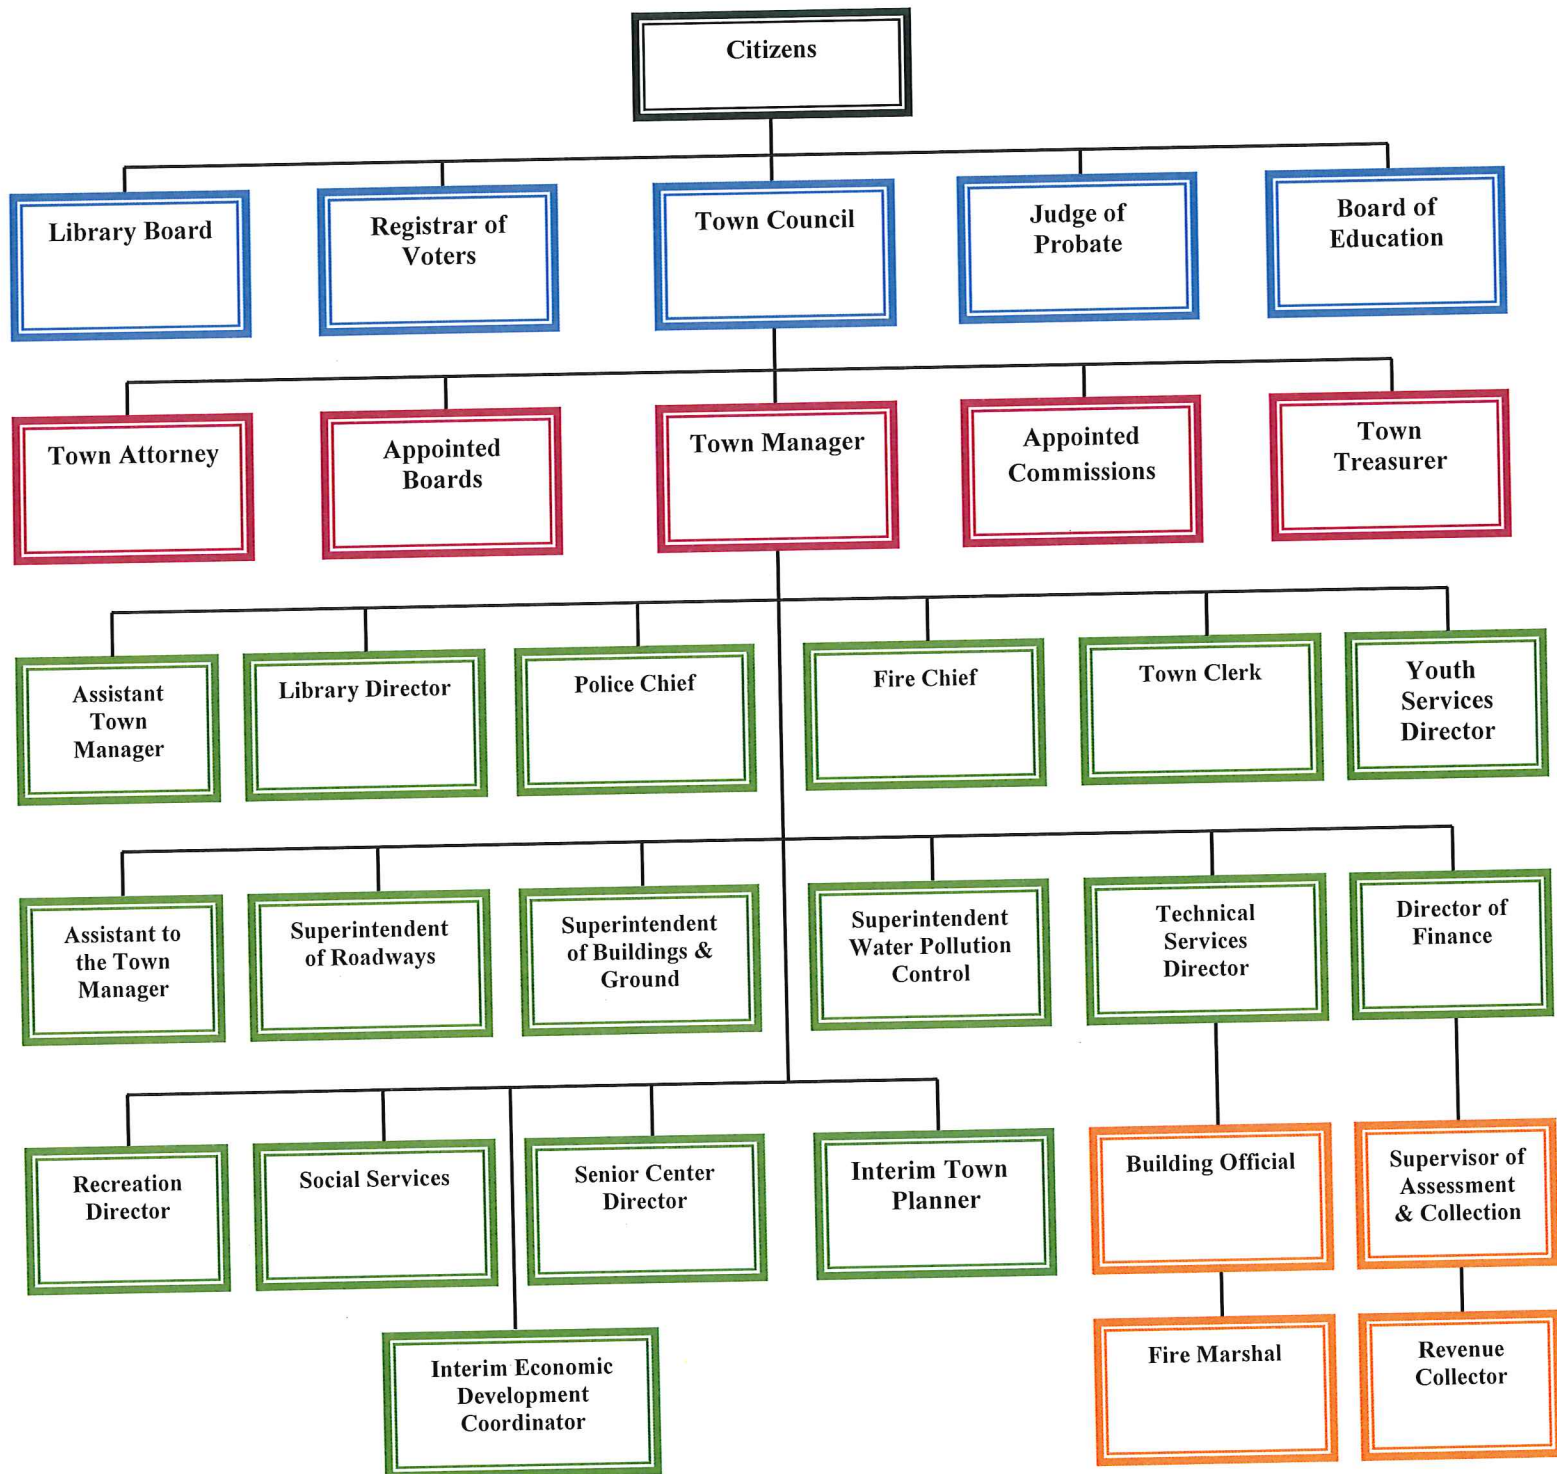 Citizens
Library Board
Registrar of
Voters
Town Council
Judge of
Probate
Board of
Education
Town Attorney
Appointed
Boards
Town Manager
Appointed
Commissions
Town
Treasurer
Assistant
Town
Manager
Library Director
Police Chief
Fire Chief
Town Clerk
Youth
Services
Director
Assistant to
the Town
Manager
Superintendent
of Roadways
Superintendent
of Buildings &
Ground
Superintendent
Water Pollution
Control
Technical
Services
Director
Director of
Finance
Recreation
Director
Social Services
Senior Center
Director
Interim Town
Planner
Building Official
Supervisor of
Assessment
& Collection
Interim Economic
Development
Coordinator
Fire Marshal
Revenue
Collector